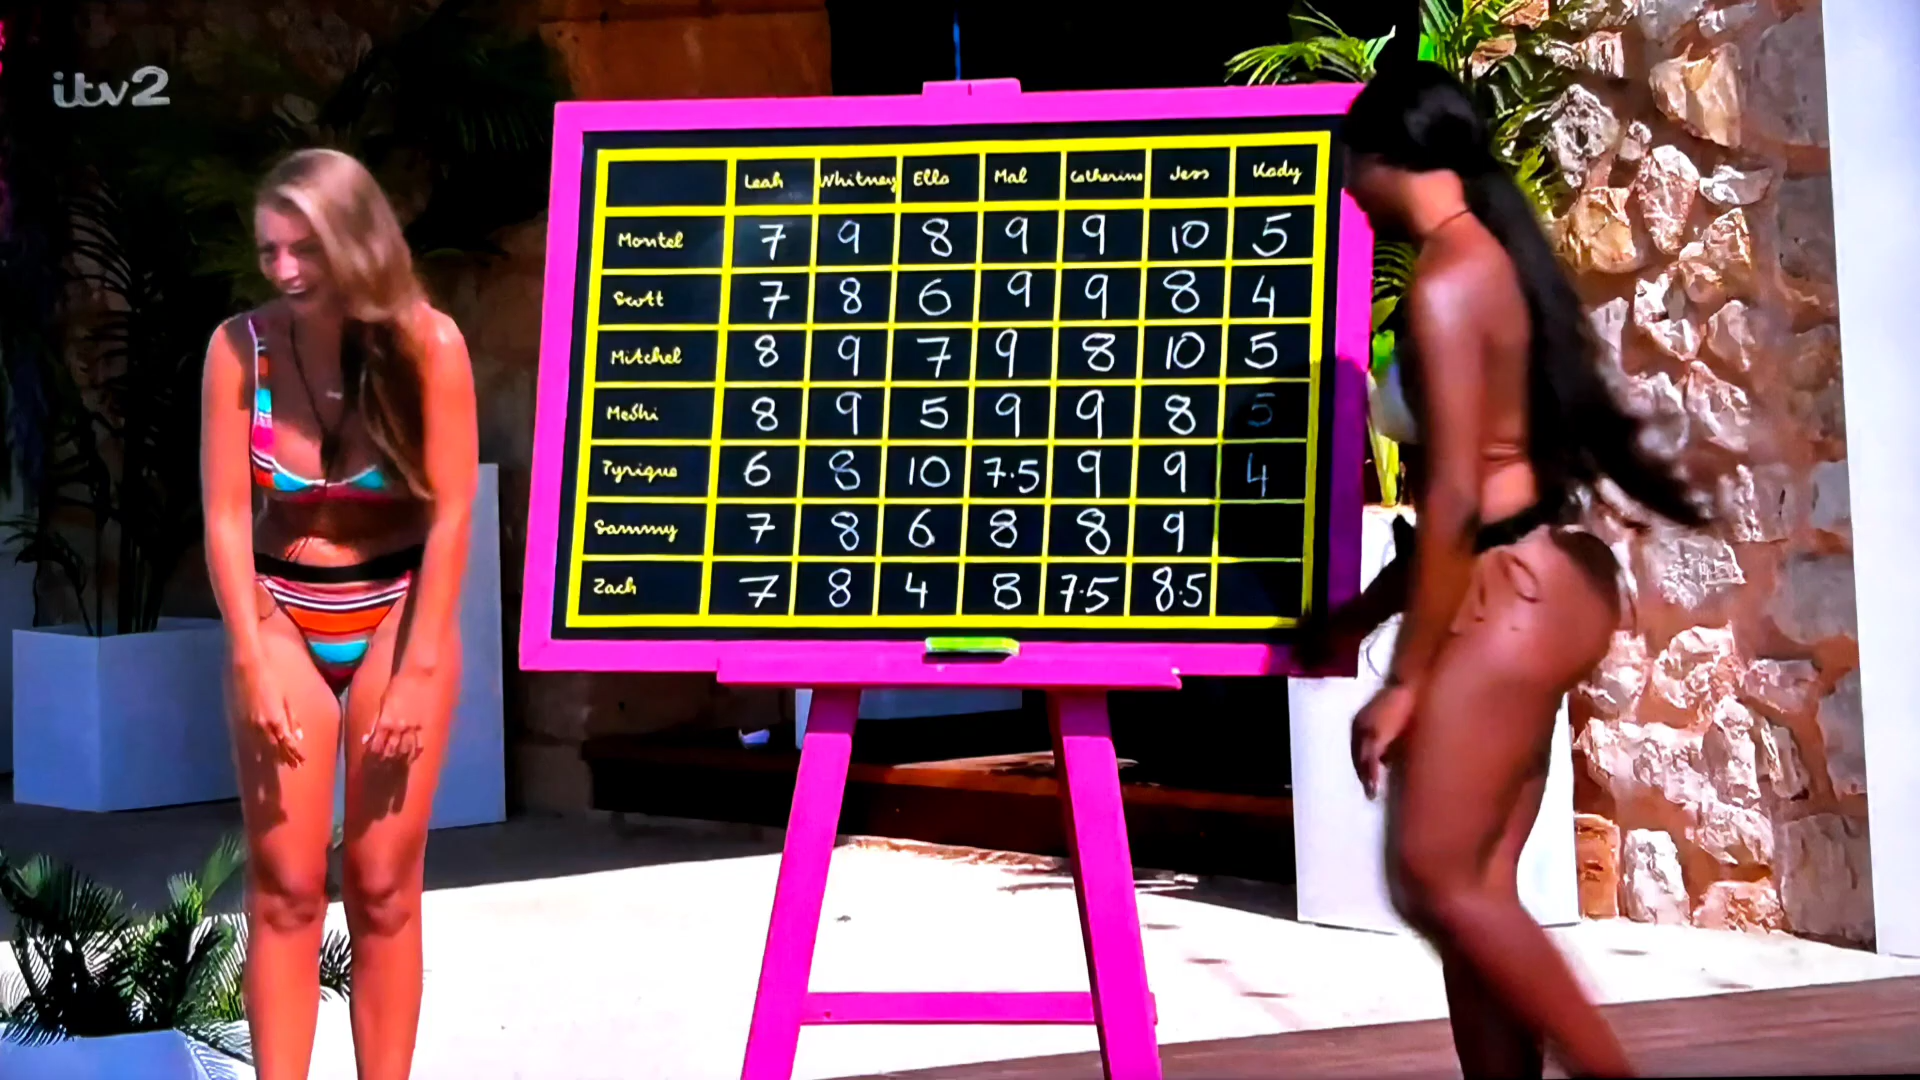 itv2
Leah Whitney Ella Mal Catherine Jess Kady
Montel 7 9 8 9 9 10 5
Scott 7 8 6 9 9 8 4
Mitchel 8 9 7 9 8 10 5
Mehdi 8 9 5 9 9 8 5
Tyrique 6 8 10 7.5 9 9 4
Sammy 7 8 6 8 8 9
Zach 7 8 4 8 7.5 8.5